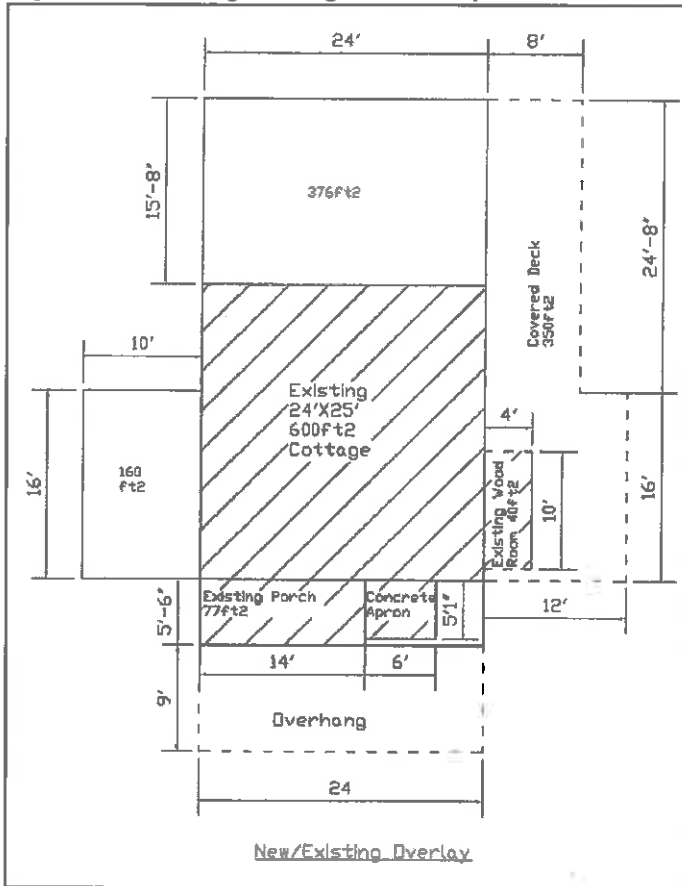 24'
8'
15'-8"
376ft2
24'-8"
Covered Deck
350ft2
10'
Existing
24'X25'
600ft2
Cottage
4'
16'
160
ft2
Existing Wood
Room 40ft2
10'
16'
Existing Porch
77ft2
Concrete
Apron
5'1"
12'
5'-6"
14'
6'
9'
Overhang
24
New/Existing Overlay